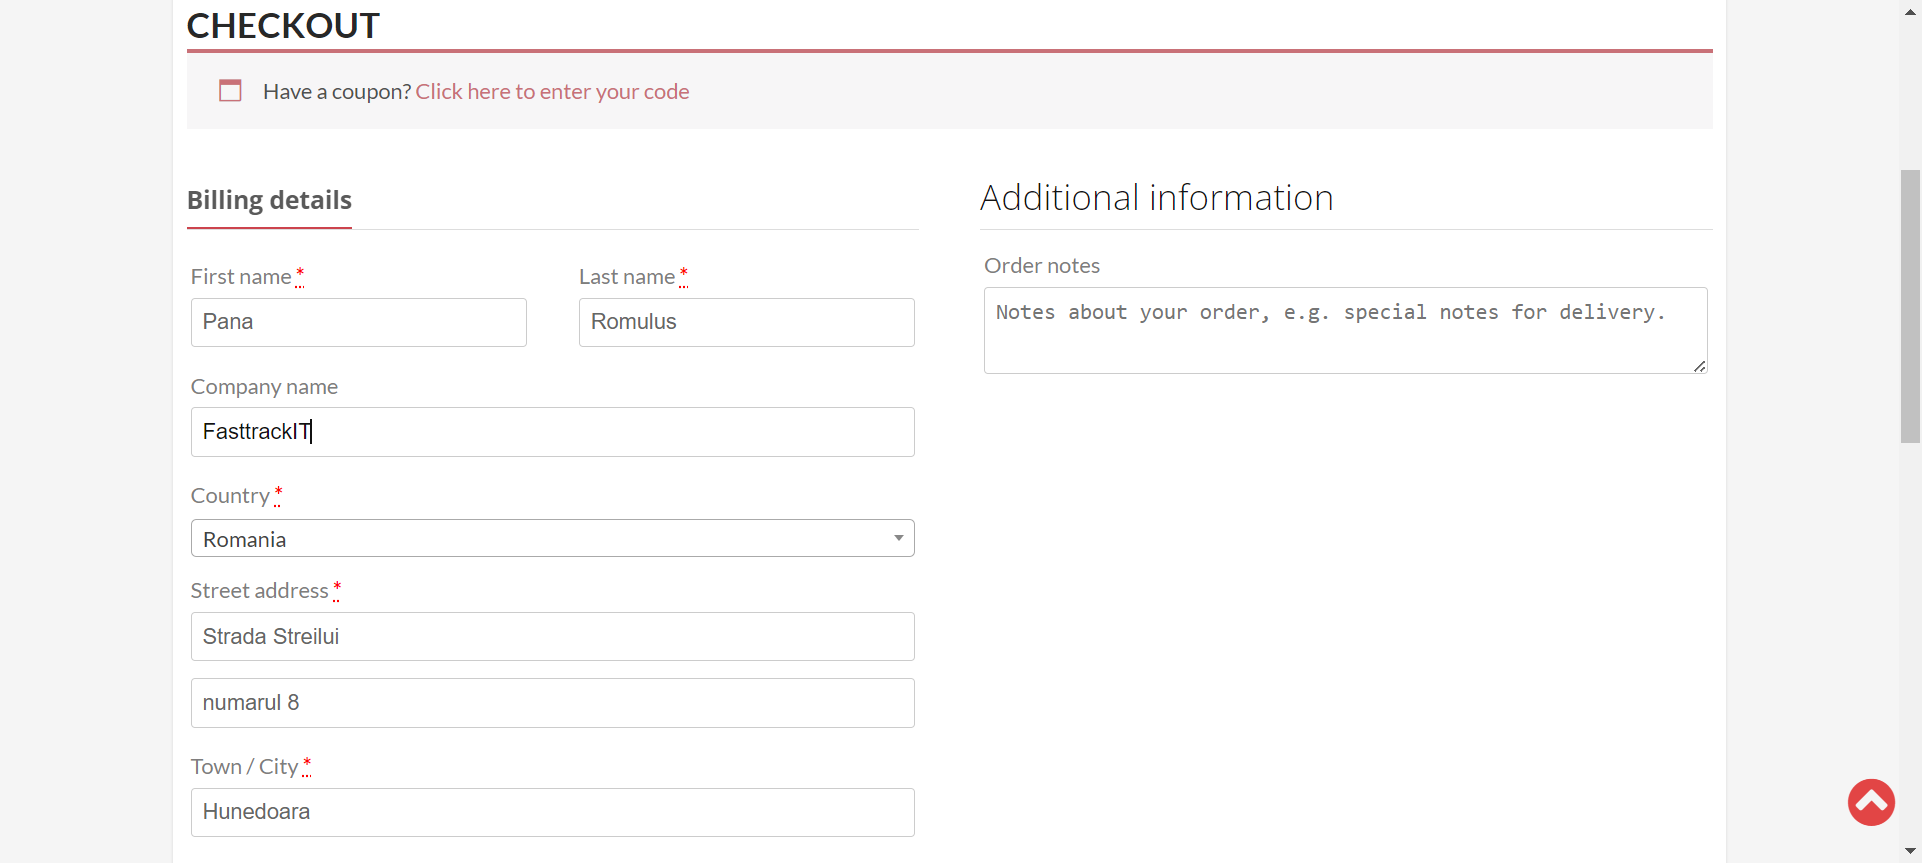 CHECKOUT
Have a coupon? Click here to enter your code
Billing details
First name *
Pana
Last name *
Romulus
Company name
FasttrackIT
Country *
Romania
Street address *
Strada Streilui
numarul 8
Town / City *
Hunedoara
Additional information
Order notes
Notes about your order, e.g. special notes for delivery.